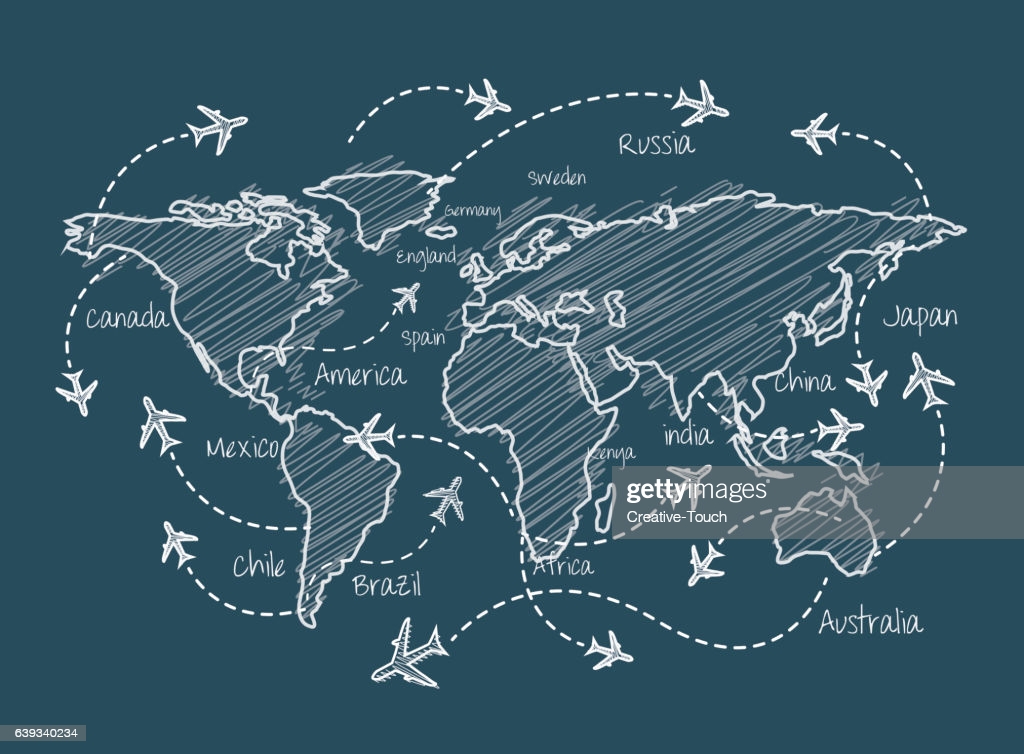 Russia
Sweden
Germany
England
Canada
Japan
Spain
America
China
Mexico
india
Kenya
gettyimages
Creative-Touch
Chile
Africa
Brazil
Australia
639340234